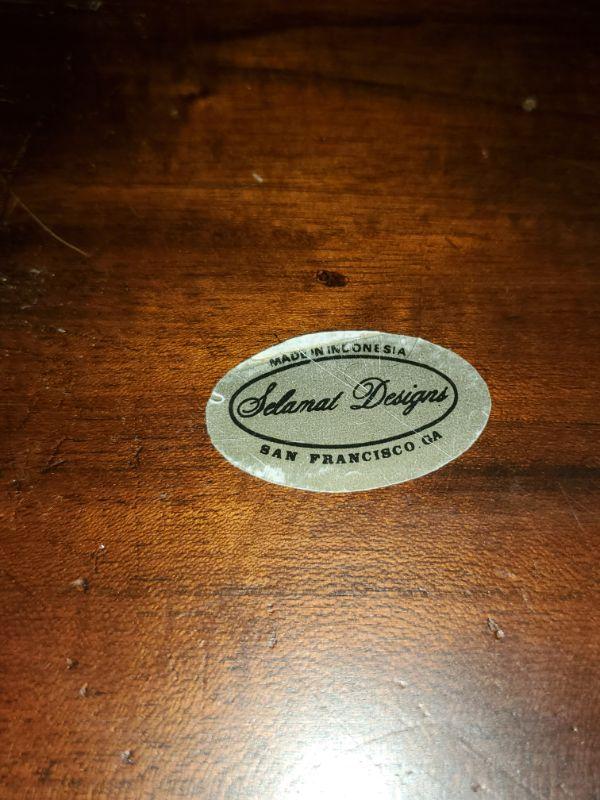 MADE IN INDONESIA
Selamat Designs
SAN FRANCISCO.CA